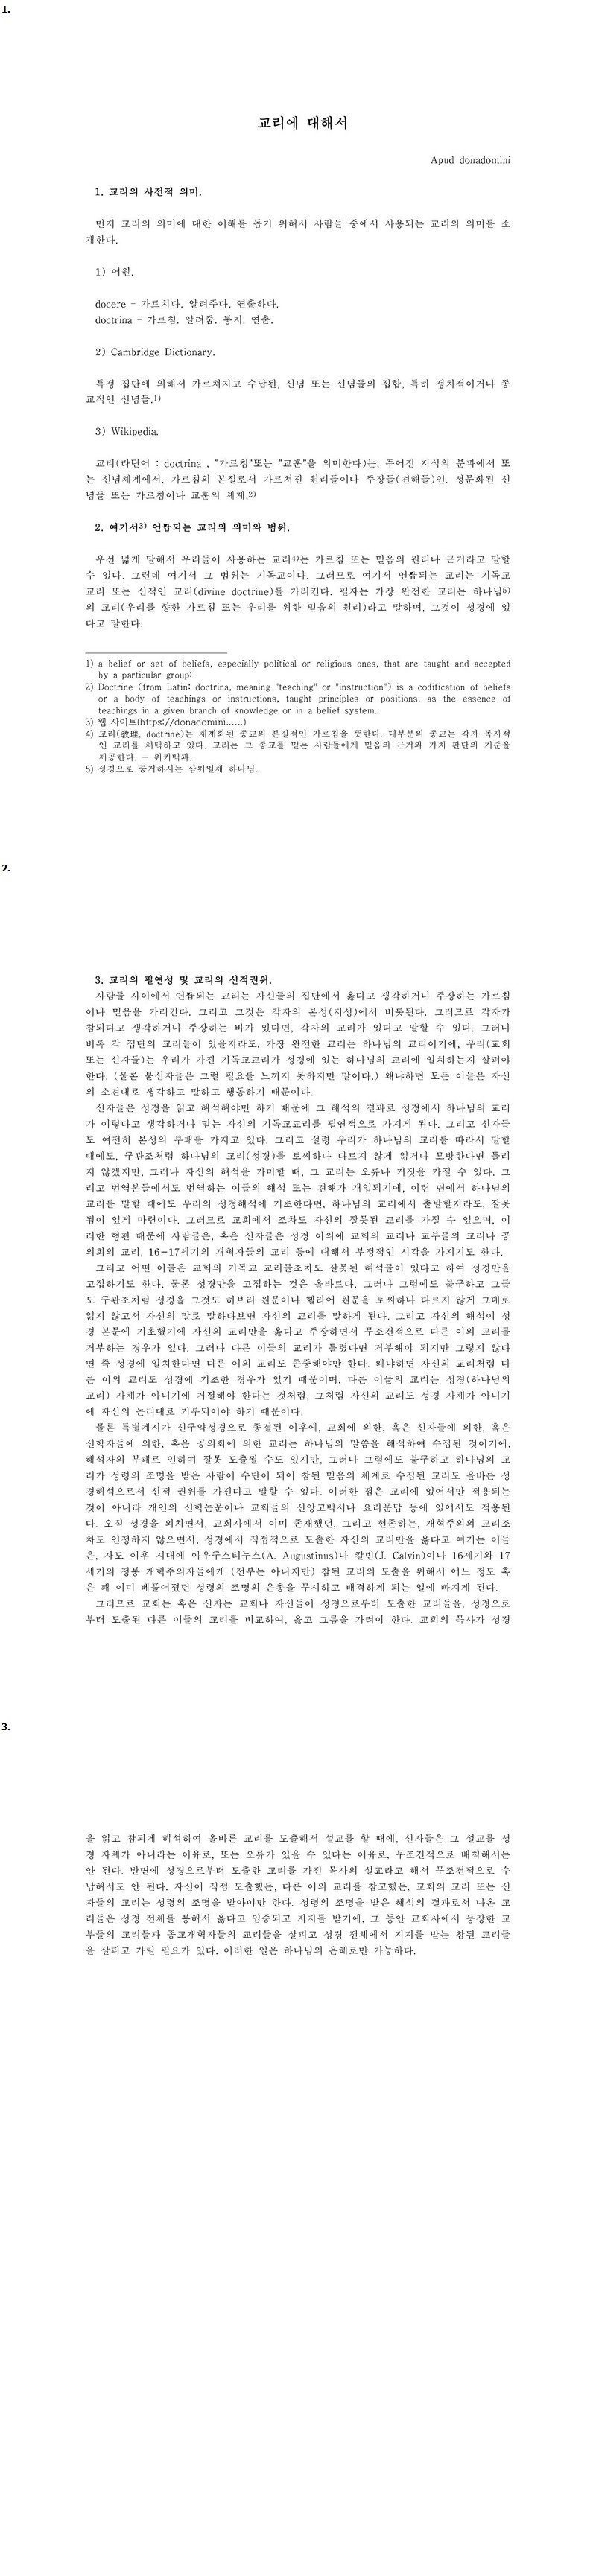 1.
교리에 대해서
Apud donadomini
1. 교리의 사전적 의미.
먼저 교리의 의미에 대한 이해를 돕기 위해서 사람들 중에서 사용되는 교리의 의미를 소
개한다.
1) 어원.
docere - 가르치다. 알려주다. 연출하다.
doctrina - 가르침. 알려줌. 통지. 연출.
2) Cambridge Dictionary.
특정 집단에 의해서 가르쳐지고 수납된, 신념 또는 신념들의 집합, 특히 정치적이거나 종
교적인 신념들.1)
3) Wikipedia.
교리(라틴어 : doctrina , "가르침"또는 "교훈"을 의미한다)는, 주어진 지식의 분과에서 또
는 신념체계에서, 가르침의 본질로서 가르쳐진 원리들이나 주장들(견해들)인, 성문화된 신
념들 또는 가르침이나 교훈의 체계.2)
2. 여기서3) 언급되는 교리의 의미와 범위.
우선 넓게 말해서 우리들이 사용하는 교리4)는 가르침 또는 믿음의 원리나 근거라고 말할
수 있다. 그런데 여기서 그 범위는 기독교이다. 그러므로 여기서 언급되는 교리는 기독교
교리 또는 신적인 교리(divine doctrine)를 가리킨다. 필자는 가장 완전한 교리는 하나님5)
의 교리(우리를 향한 가르침 또는 우리를 위한 믿음의 원리)라고 말하며, 그것이 성경에 있
다고 말한다.
1) a belief or set of beliefs, especially political or religious ones, that are taught and accepted
by a particular group:
2) Doctrine (from Latin: doctrina, meaning "teaching" or "instruction") is a codification of beliefs
or a body of teachings or instructions, taught principles or positions, as the essence of
teachings in a given branch of knowledge or in a belief system.
3) 웹 사이트(https://donadomini......)
4) 교리(敎理, doctrine)는 체계화된 종교의 본질적인 가르침을 뜻한다. 대부분의 종교는 각자 독자적
인 교리를 채택하고 있다. 교리는 그 종교를 믿는 사람들에게 믿음의 근거와 가치 판단의 기준을
제공한다. - 위키백과.
5) 성경으로 증거하시는 삼위일체 하나님.
2.
3. 교리의 필연성 및 교리의 신적권위.
사람들 사이에서 언급되는 교리는 자신들의 집단에서 옳다고 생각하거나 주장하는 가르침
이나 믿음을 가리킨다. 그리고 그것은 각자의 본성(지성)에서 비롯된다. 그러므로 각자가
참되다고 생각하거나 주장하는 바가 있다면, 각자의 교리가 있다고 말할 수 있다. 그러나
비록 각 집단의 교리들이 있을지라도, 가장 완전한 교리는 하나님의 교리이기에, 우리(교회
또는 신자들)는 우리가 가진 기독교교리가 성경에 있는 하나님의 교리에 일치하는지 살펴야
한다. (물론 불신자들은 그럴 필요를 느끼지 못하지만 말이다.) 왜냐하면 모든 이들은 자신
의 소견대로 생각하고 말하고 행동하기 때문이다.
신자들은 성경을 읽고 해석해야만 하기 때문에 그 해석의 결과로 성경에서 하나님의 교리
가 이렇다고 생각하거나 믿는 자신의 기독교교리를 필연적으로 가지게 된다. 그리고 신자들
도 여전히 본성의 부패를 가지고 있다. 그리고 설령 우리가 하나님의 교리를 따라서 말할
때에도, 구관조처럼 하나님의 교리(성경)를 토씨하나 다르지 않게 읽거나 모방한다면 틀리
지 않겠지만, 그러나 자신의 해석을 가미할 때, 그 교리는 오류나 거짓을 가질 수 있다. 그
리고 번역본들에서도 번역하는 이들의 해석 또는 견해가 개입되기에, 이런 면에서 하나님의
교리를 말할 때에도 우리의 성경해석에 기초한다면, 하나님의 교리에서 출발할지라도, 잘못
됨이 있게 마련이다. 그러므로 교회에서 조차도 자신의 잘못된 교리를 가질 수 있으며, 이
러한 형편 때문에 사람들은, 혹은 신자들은 성경 이외에 교회의 교리나 교부들의 교리나 공
의회의 교리, 16-17세기의 개혁자들의 교리 등에 대해서 부정적인 시각을 가지기도 한다.
그리고 어떤 이들은 교회의 기독교 교리들조차도 잘못된 해석들이 있다고 하여 성경만을
고집하기도 한다. 물론 성경만을 고집하는 것은 올바르다. 그러나 그럼에도 불구하고 그들
도 구관조처럼 성경을 그것도 히브리 원문이나 헬라어 원문을 토씨하나 다르지 않게 그대로
읽지 않고서 자신의 말로 말하다보면 자신의 교리를 말하게 된다. 그리고 자신의 해석이 성
경 본문에 기초했기에 자신의 교리만을 옳다고 주장하면서 무조건적으로 다른 이의 교리를
거부하는 경우가 있다. 그러나 다른 이들의 교리가 틀렸다면 거부해야 되지만 그렇지 않다
면 즉 성경에 일치한다면 다른 이의 교리도 존중해야만 한다. 왜냐하면 자신의 교리처럼 다
른 이의 교리도 성경에 기초한 경우가 있기 때문이며, 다른 이들의 교리는 성경(하나님의
교리) 자체가 아니기에 거절해야 한다는 것처럼, 그처럼 자신의 교리도 성경 자체가 아니기
에 자신의 논리대로 거부되어야 하기 때문이다.
물론 특별계시가 신구약성경으로 종결된 이후에, 교회에 의한, 혹은 신자들에 의한, 혹은
신학자들에 의한, 혹은 공의회에 의한 교리는 하나님의 말씀을 해석하여 수집된 것이기에,
해석자의 부패로 인하여 잘못 도출될 수도 있지만, 그러나 그럼에도 불구하고 하나님의 교
리가 성령의 조명을 받은 사람이 수단이 되어 참된 믿음의 체계로 수집된 교리도 올바른 성
경해석으로서 신적 권위를 가진다고 말할 수 있다. 이러한 점은 교리에 있어서만 적용되는
것이 아니라 개인의 신학논문이나 교회들의 신앙고백서나 요리문답 등에 있어서도 적용된
다. 오직 성경을 외치면서, 교회사에서 이미 존재했던, 그리고 현존하는, 개혁주의의 교리조
차도 인정하지 않으면서, 성경에서 직접적으로 도출한 자신의 교리만을 옳다고 여기는 이들
은, 사도 이후 시대에 아우구스티누스(A. Augustinus)나 칼빈(J. Calvin)이나 16세기와 17
세기의 정통 개혁주의자들에게 (전부는 아니지만) 참된 교리의 도출을 위해서 어느 정도 혹
은 꽤 이미 베풀어졌던 성령의 조명의 은총을 무시하고 배격하게 되는 일에 빠지게 된다.
그러므로 교회는 혹은 신자는 교회나 자신들이 성경으로부터 도출한 교리들을, 성경으로
부터 도출된 다른 이들의 교리를 비교하여, 옳고 그름을 가려야 한다. 교회의 목사가 성경
3.
을 읽고 참되게 해석하여 올바른 교리를 도출해서 설교를 할 때에, 신자들은 그 설교를 성
경 자체가 아니라는 이유로, 또는 오류가 있을 수 있다는 이유로, 무조건적으로 배척해서는
안 된다. 반면에 성경으로부터 도출한 교리를 가진 목사의 설교라고 해서 무조건적으로 수
납해서도 안 된다. 자신이 직접 도출했든, 다른 이의 교리를 참고했든, 교회의 교리 또는 신
자들의 교리는 성령의 조명을 받아야만 한다. 성령의 조명을 받은 해석의 결과로서 나온 교
리들은 성경 전체를 통해서 옳다고 입증되고 지지를 받기에, 그 동안 교회사에서 등장한 교
부들의 교리들과 종교개혁자들의 교리들을 살피고 성경 전체에서 지지를 받는 참된 교리들
을 살피고 가릴 필요가 있다. 이러한 일은 하나님의 은혜로만 가능하다.